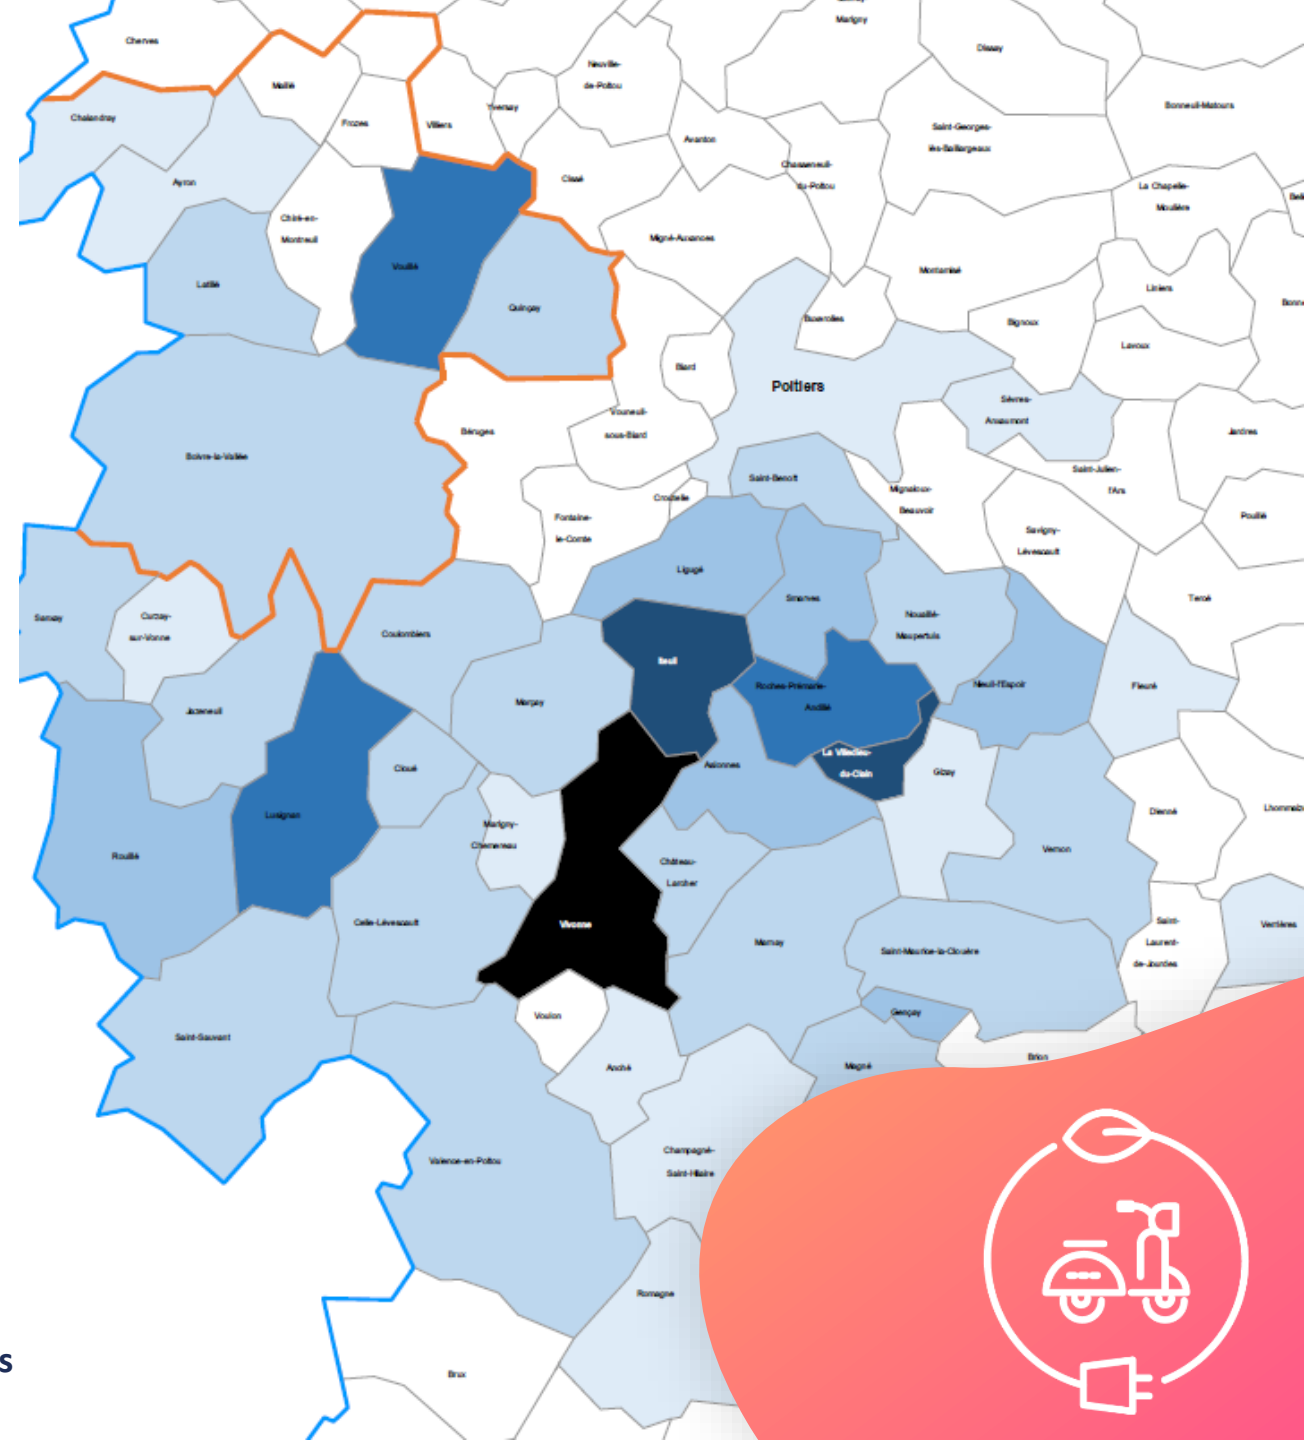 Marigny
Cherves
Dissay
Neuville-
de-Poitou
Maillé
Yversay
Bonneuil-Matours
Chalandray
Frozes
Villiers
Saint-Georges-
lès-Baillargeaux
Avanton
Chasseneuil-
du-Poitou
Cissé
Ayron
La Chapelle-
Moulière
Chiré-en-
Montreuil
Migné-Auxances
Vouillé
Montamisé
Latillé
Liniers
Quinçay
Buxerolles
Bignoux
Lavoux
Biard
Poitiers
Sèvres-
Anxaumont
Vouneuil-
sous-Biard
Béruges
Jardres
Boivre-la-Vallée
Saint-Benoît
Saint-Julien-
l'Ars
Mignaloux-
Beauvoir
Croutelle
Fontaine-
le-Comte
Pouillé
Savigny-
Lévescault
Ligugé
Smarves
Tercé
Sanxay
Curzay-
sur-Vonne
Nouaillé-
Maupertuis
Coulombiers
Iteuil
Roches-Prémarie-
Andillé
Nieuil-l'Espoir
Fleuré
Jazeneuil
Marçay
La Villedieu-
du-Clain
Cloué
Aslonnes
Gizay
Lusignan
Dienné
Marigny-
Chemereau
Rouillé
Vernon
Château-
Larcher
Celle-Lévescault
Vivonne
Saint-
Laurent-
de-Jourdes
Verrières
Marnay
Saint-Maurice-la-Clouère
Voulon
Gençay
Saint-Sauvant
Anché
Magné
Brion
Valence-en-Poitou
Champagné-
Saint-Hilaire
Romagne
s
Brux